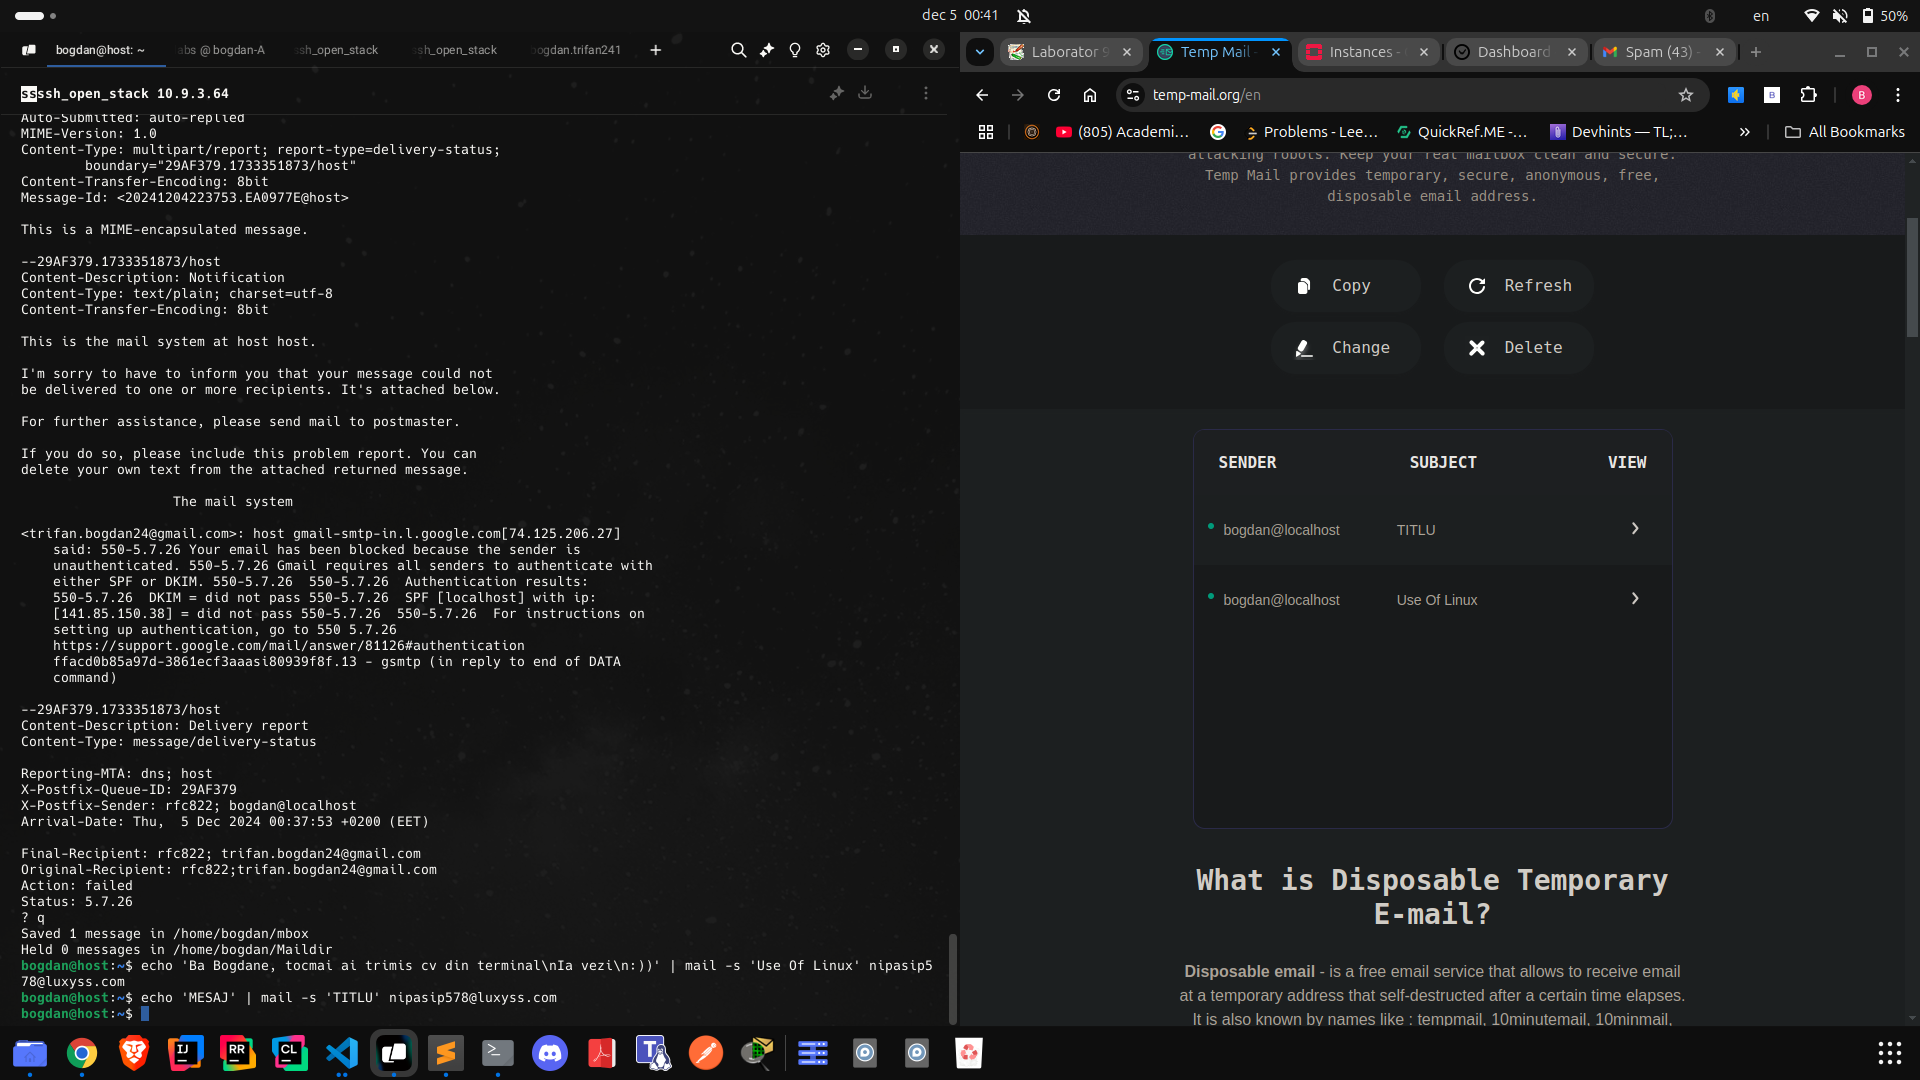 dec 5 00:41
en
50%
bogdan@host: ~
abs @ bogdan-A
sh_open_stack
sh_open_stack
bogdan.trifan241
ssssh_open_stack 10.9.3.64
Auto-Submitted: auto-replied
MIME-Version: 1.0
Content-Type: multipart/report; report-type=delivery-status;
boundary="29AF379.1733351873/host"
Content-Transfer-Encoding: 8bit
Message-Id: <20241204223753.EA0977E@host>
This is a MIME-encapsulated message.
--29AF379.1733351873/host
Content-Description: Notification
Content-Type: text/plain; charset=utf-8
Content-Transfer-Encoding: 8bit
This is the mail system at host host.
I'm sorry to have to inform you that your message could not
be delivered to one or more recipients. It's attached below.
For further assistance, please send mail to postmaster.
If you do so, please include this problem report. You can
delete your own text from the attached returned message.
The mail system
<trifan.bogdan24@gmail.com>: host gmail-smtp-in.l.google.com[74.125.206.27]
said: 550-5.7.26 Your email has been blocked because the sender is
unauthenticated. 550-5.7.26 Gmail requires all senders to authenticate with
either SPF or DKIM. 550-5.7.26  550-5.7.26  Authentication results:
550-5.7.26  DKIM = did not pass 550-5.7.26  SPF [localhost] with ip:
[141.85.150.38] = did not pass 550-5.7.26  550-5.7.26  For instructions on
setting up authentication, go to 550 5.7.26
https://support.google.com/mail/answer/81126#authentication
ffacd0b85a97d-3861ecf3aaasi80939f8f.13 - gsmtp (in reply to end of DATA
command)
--29AF379.1733351873/host
Content-Description: Delivery report
Content-Type: message/delivery-status
Reporting-MTA: dns; host
X-Postfix-Queue-ID: 29AF379
X-Postfix-Sender: rfc822; bogdan@localhost
Arrival-Date: Thu,  5 Dec 2024 00:37:53 +0200 (EET)
Final-Recipient: rfc822; trifan.bogdan24@gmail.com
Original-Recipient: rfc822;trifan.bogdan24@gmail.com
Action: failed
Status: 5.7.26
? q
Saved 1 message in /home/bogdan/mbox
Held 0 messages in /home/bogdan/Maildir
bogdan@host:~$ echo 'Ba Bogdane, tocmai ai trimis cv din terminal\nIa vezi\n:))' | mail -s 'Use Of Linux' nipasip5
78@luxyss.com
bogdan@host:~$ echo 'MESAJ' | mail -s 'TITLU' nipasip578@luxyss.com
bogdan@host:~$
Laborator 9
Temp Mail -
Instances -
Dashboard
Spam (43) -
temp-mail.org/en
B
B
(805) Academi...
Problems - Lee...
QuickRef.ME -...
Devhints — TL;...
All Bookmarks
attacking robots. Keep your real mailbox clean and secure.
Temp Mail provides temporary, secure, anonymous, free,
disposable email address.
Copy
Refresh
Change
Delete
SENDER
SUBJECT
VIEW
bogdan@localhost
TITLU
bogdan@localhost
Use Of Linux
What is Disposable Temporary
E-mail?
Disposable email - is a free email service that allows to receive email
at a temporary address that self-destructed after a certain time elapses.
It is also known by names like : tempmail, 10minutemail, 10minmail,
IJ
RR
CL
T